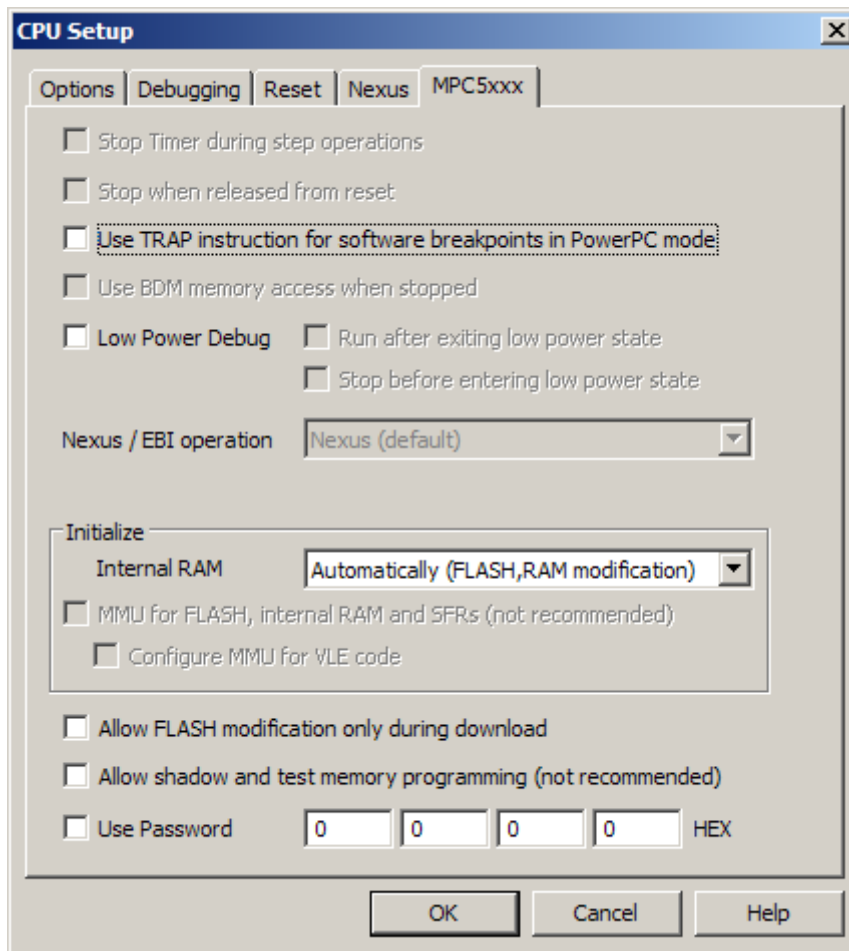 CPU Setup
Options Debugging Reset Nexus MPC5xxx
Stop Timer during step operations
Stop when released from reset
Use TRAP instruction for software breakpoints in PowerPC mode
Use BDM memory access when stopped
Low Power Debug Run after exiting low power state
Stop before entering low power state
Nexus / EBI operation Nexus (default)
Initialize
Internal RAM Automatically (FLASH,RAM modification)
MMU for FLASH, internal RAM and SFRs (not recommended)
Configure MMU for VLE code
Allow FLASH modification only during download
Allow shadow and test memory programming (not recommended)
Use Password 0 0 0 0 HEX
OK Cancel Help